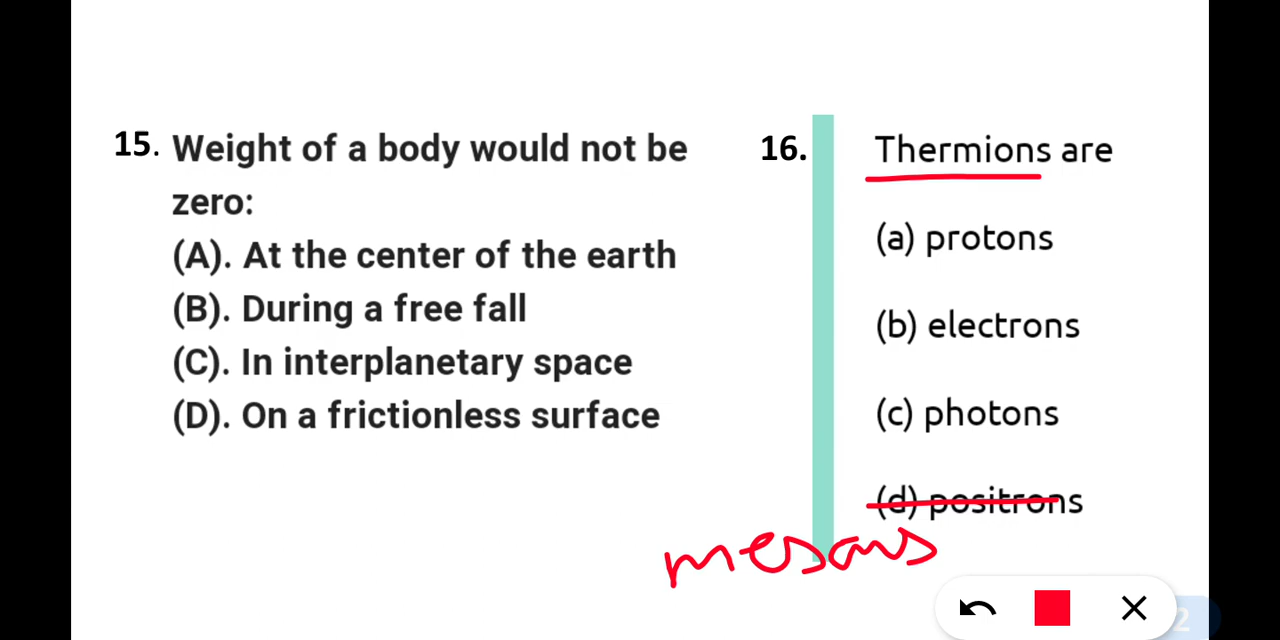 15. Weight of a body would not be
zero:
(A). At the center of the earth
(B). During a free fall
(C). In interplanetary space
(D). On a frictionless surface
16. Thermions are
(a) protons
(b) electrons
(c) photons
(d) positrons
mesons
2